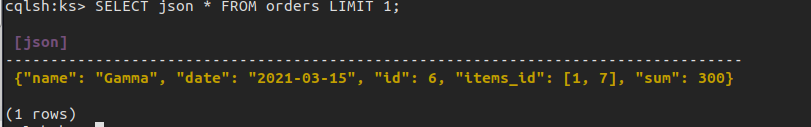 cqlsh:ks> SELECT json * FROM orders LIMIT 1;
[json]
--------------------------------------------------------------------------------------
{"name": "Gamma", "date": "2021-03-15", "id": 6, "items_id": [1, 7], "sum": 300}
(1 rows)